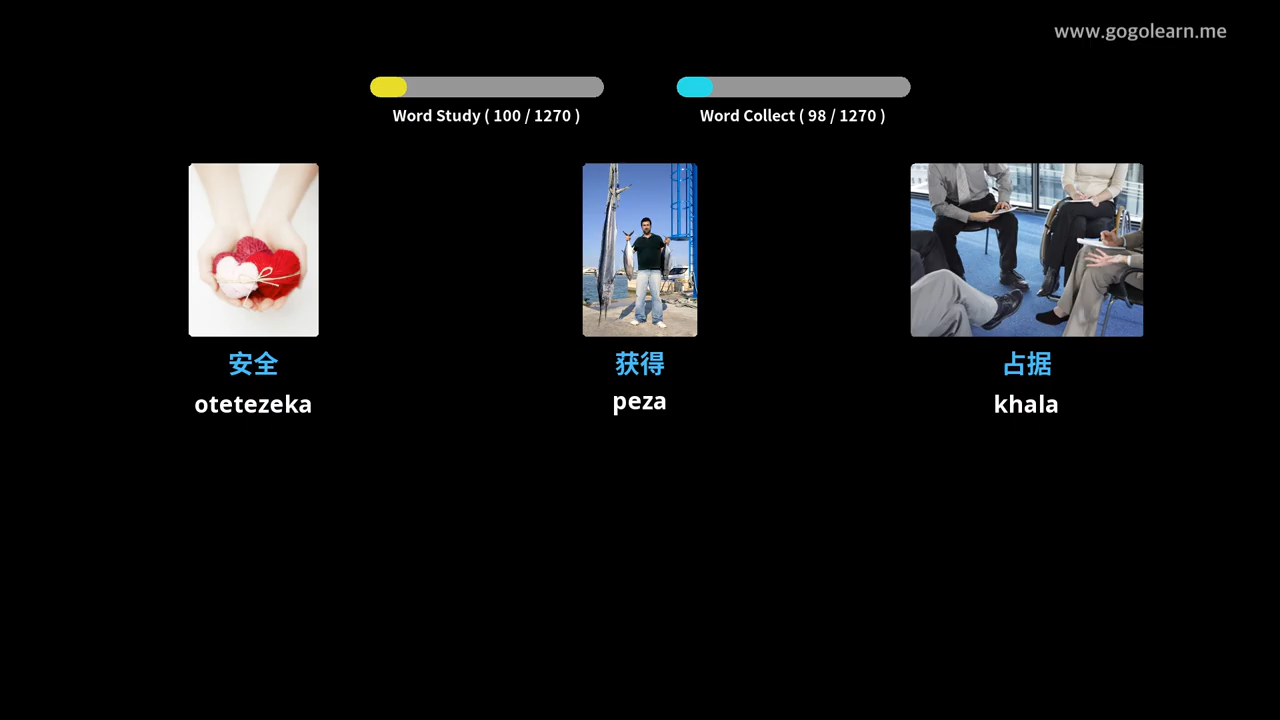 www.gogolearn.me
Word Study ( 100 / 1270 )
Word Collect ( 98 / 1270 )
安全
获得
占据
otetezeka
peza
khala